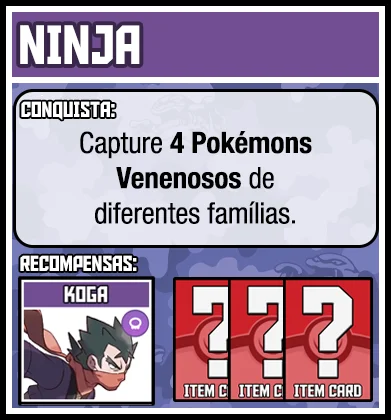 NINJA
CONQUISTA:
Capture 4 Pokémons
Venenosos de
diferentes famílias.
RECOMPENSAS:
KOGA
? ? ?
ITEM C ITEM C ITEM CARD